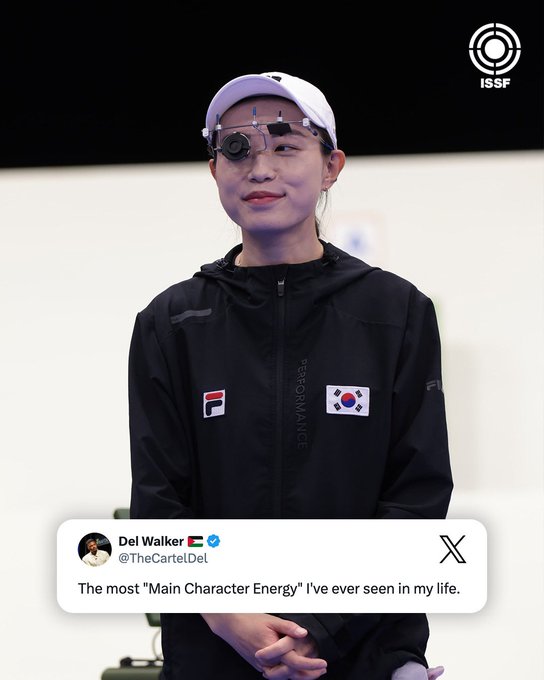 ISSF
PERFORMANCE
F
Del Walker 🇵🇸
@TheCartelDel
The most "Main Character Energy" I've ever seen in my life.